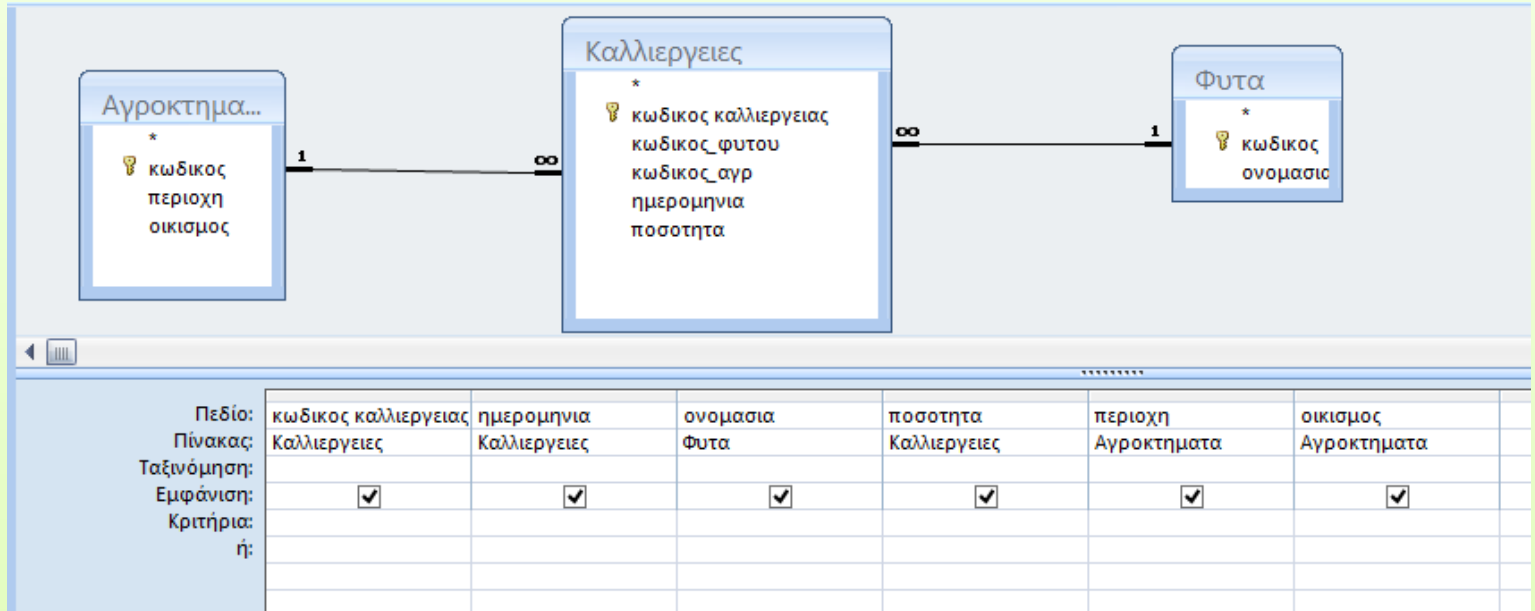 Αγροκτημα...
*
κωδικος
περιοχη
οικισμος
1
∞
Καλλιεργειες
*
κωδικος καλλιεργειας
κωδικος_φυτου
κωδικος_αγρ
ημερομηνια
ποσοτητα
∞
1
Φυτα
*
κωδικος
ονομασια
Πεδίο: κωδικος καλλιεργειας ημερομηνια ονομασια ποσοτητα περιοχη οικισμος
Πίνακας: Καλλιεργειες Καλλιεργειες Φυτα Καλλιεργειες Αγροκτηματα Αγροκτηματα
Ταξινόμηση:
Εμφάνιση:
Κριτήρια:
ή: